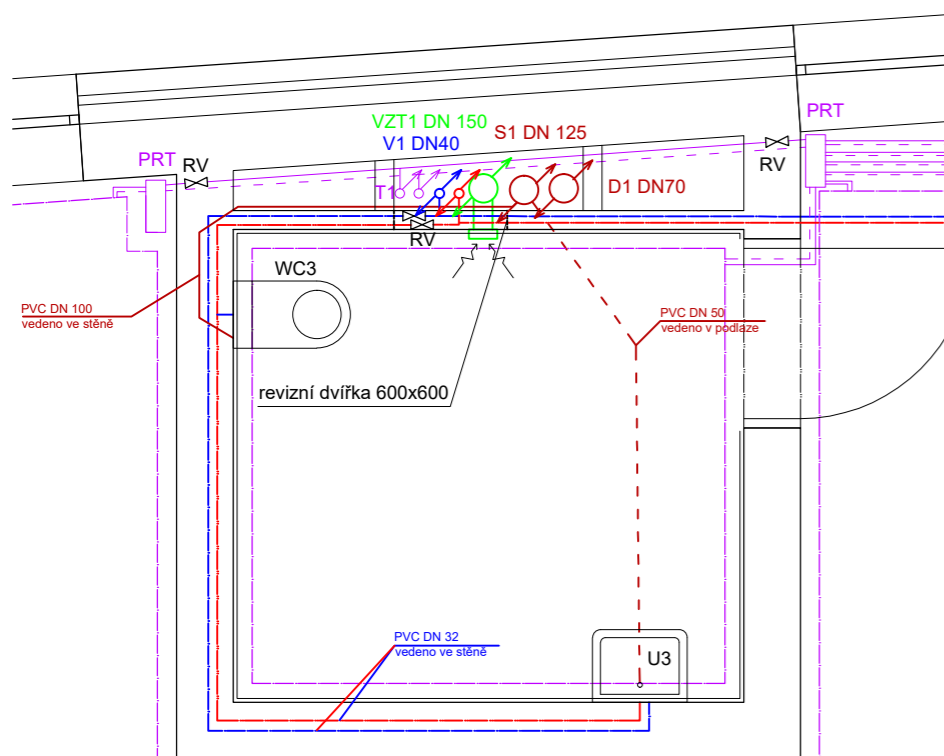 VZT1 DN 150
V1 DN40
S1 DN 125
PRT
PRT
RV
RV
T1
D1 DN70
RV
WC3
PVC DN 100
vedeno ve stěně
PVC DN 50
vedeno v podlaze
revizní dvířka 600x600
PVC DN 32
vedeno ve stěně
U3